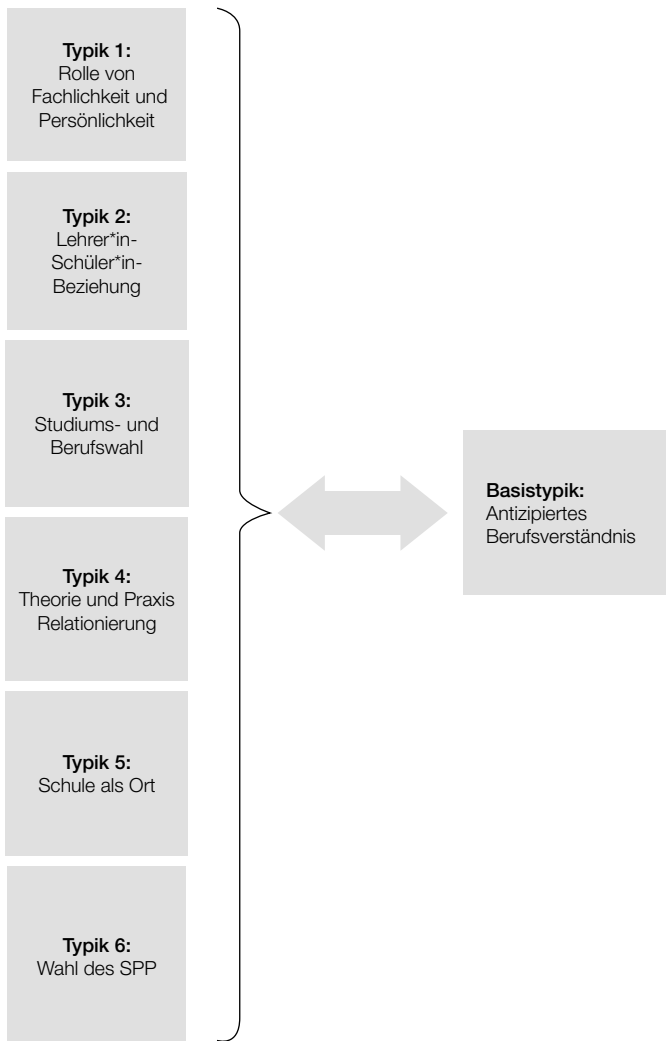 Typik 1:
Rolle von
Fachlichkeit und
Persönlichkeit
Typik 2:
Lehrer*in-
Schüler*in-
Beziehung
Typik 3:
Studiums- und
Berufswahl
Typik 4:
Theorie und Praxis
Relationierung
Typik 5:
Schule als Ort
Typik 6:
Wahl des SPP
Basistypik:
Antizipiertes
Berufsverständnis